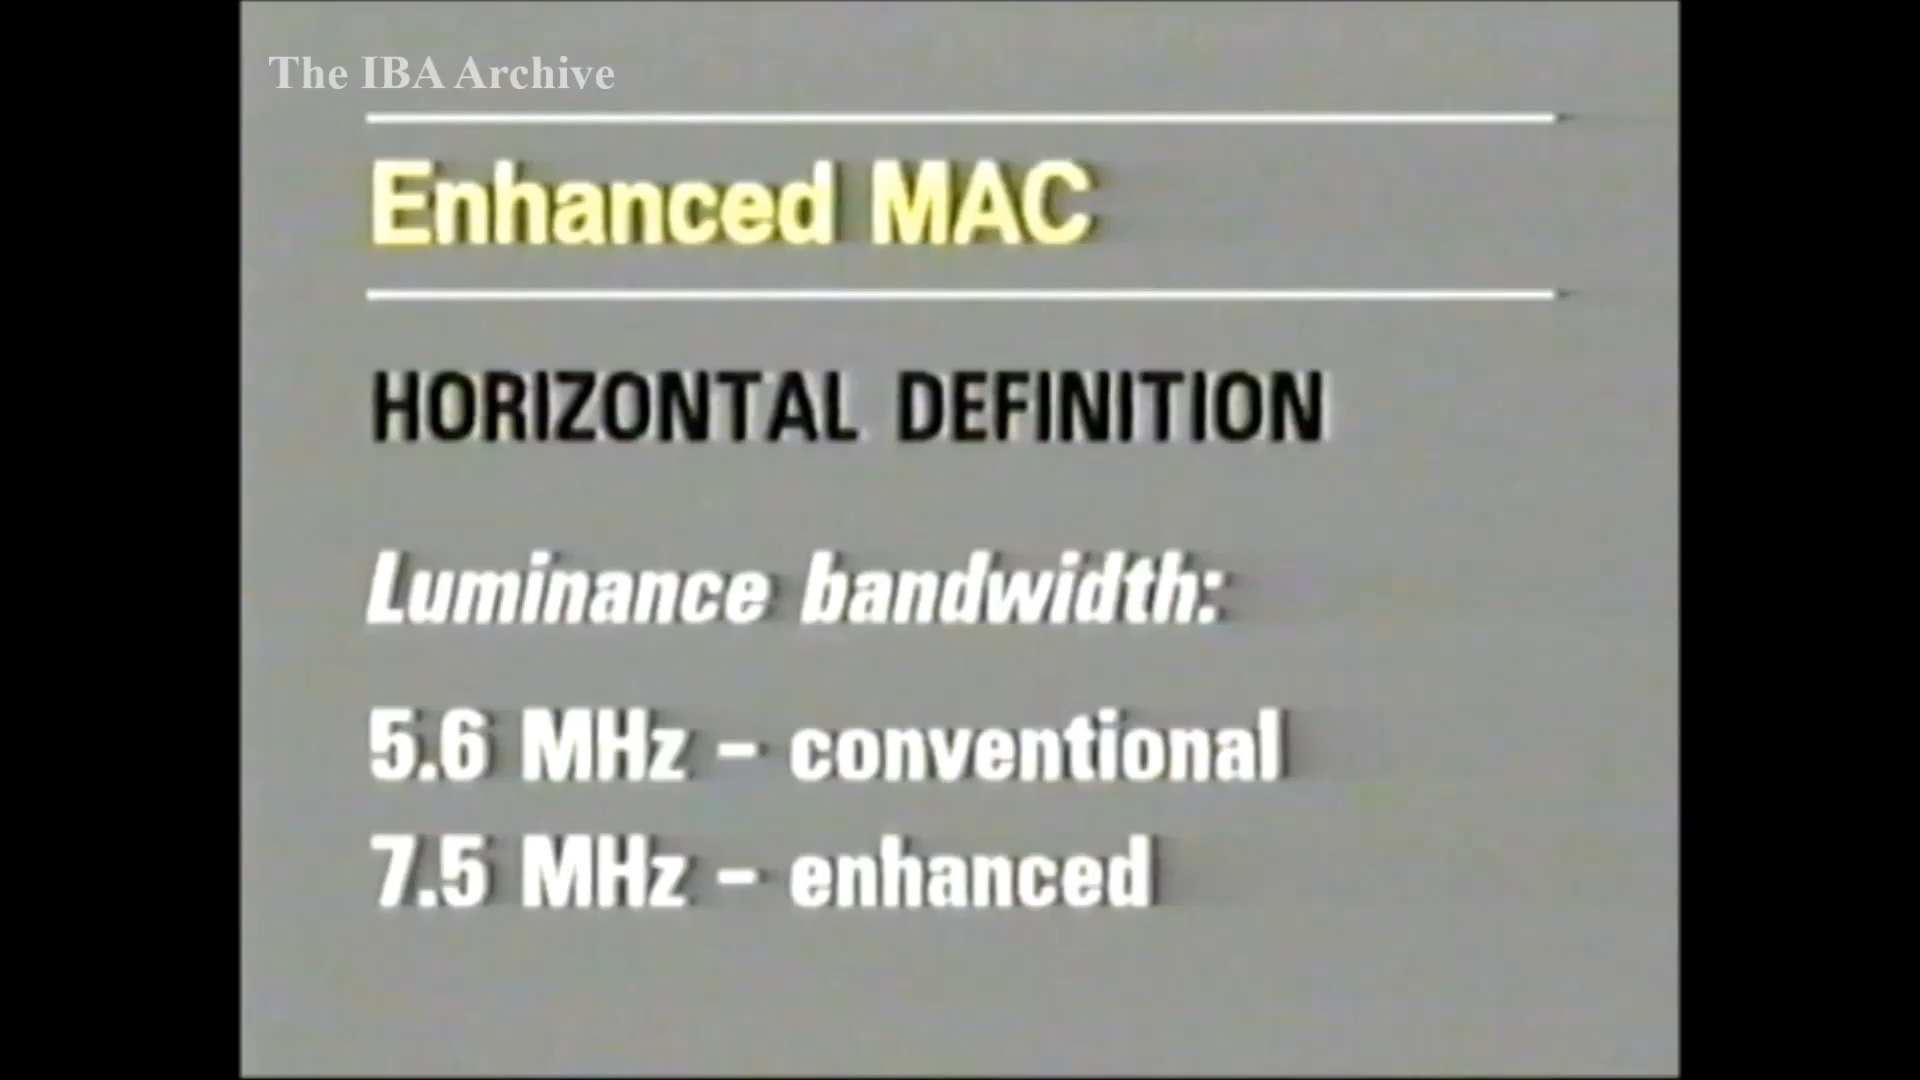 The IBA Archive
Enhanced MAC
HORIZONTAL DEFINITION
Luminance bandwidth:
5.6 MHz – conventional
7.5 MHz – enhanced